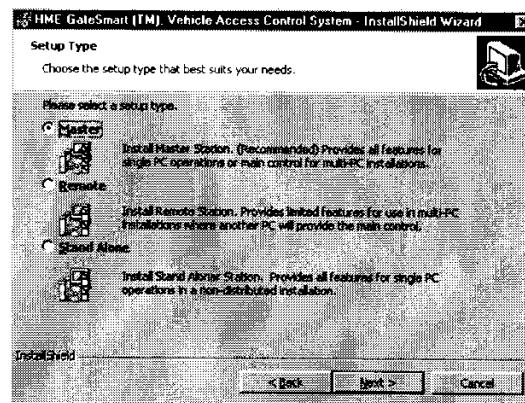 HME GateSmart (TM), Vehicle Access Control System - InstallShield Wizard
Setup Type
Choose the setup type that best suits your needs.
Please select a setup type.
Master
Install Master Station. (Recommended) Provides all features for
single PC operations or main control for multi-PC installations.
Remote
Install Remote Station. Provides limited features for use in multi-PC
installations where another PC will provide the main control.
Stand Alone
Install Stand Alone Station. Provides all features for single PC
operations in a non-distributed installation.
InstallShield
< Back Next > Cancel